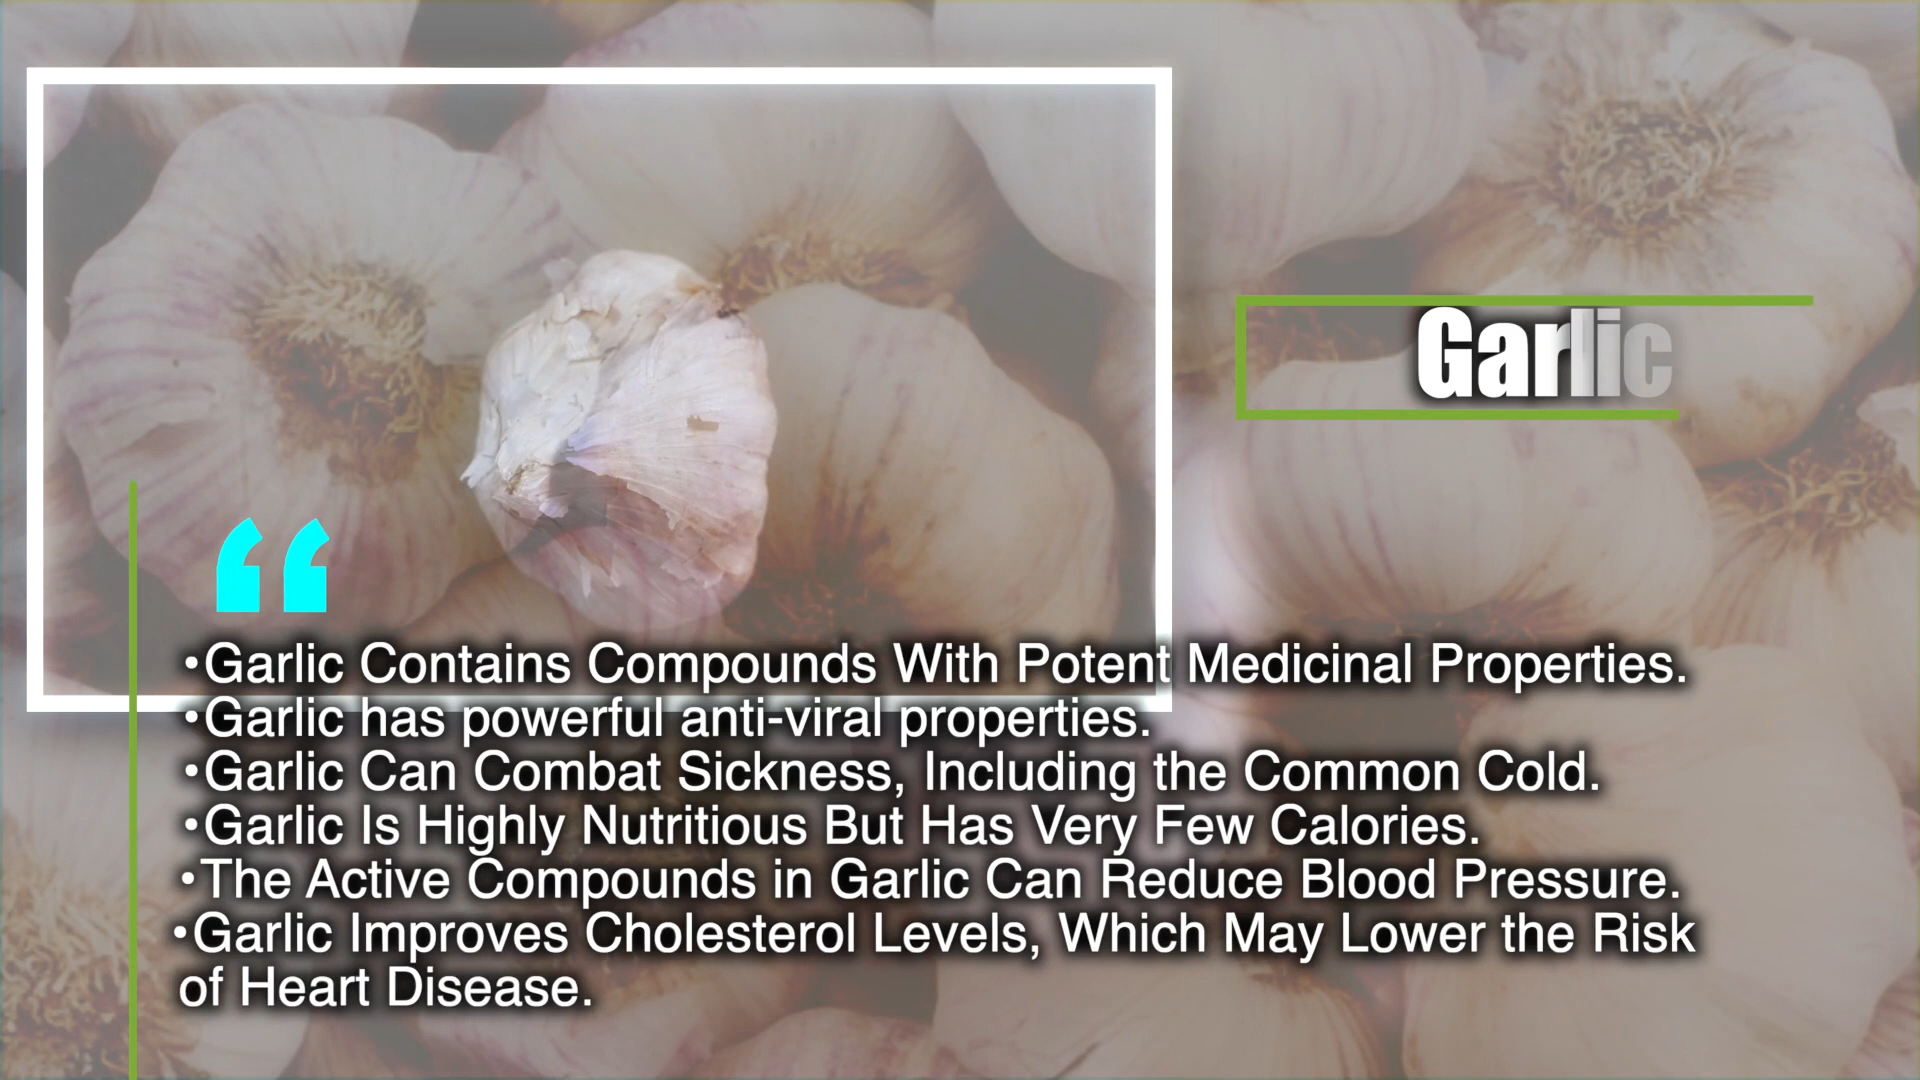 Garlic
“
•Garlic Contains Compounds With Potent Medicinal Properties.
•Garlic has powerful anti-viral properties.
•Garlic Can Combat Sickness, Including the Common Cold.
•Garlic Is Highly Nutritious But Has Very Few Calories.
•The Active Compounds in Garlic Can Reduce Blood Pressure.
•Garlic Improves Cholesterol Levels, Which May Lower the Risk
of Heart Disease.